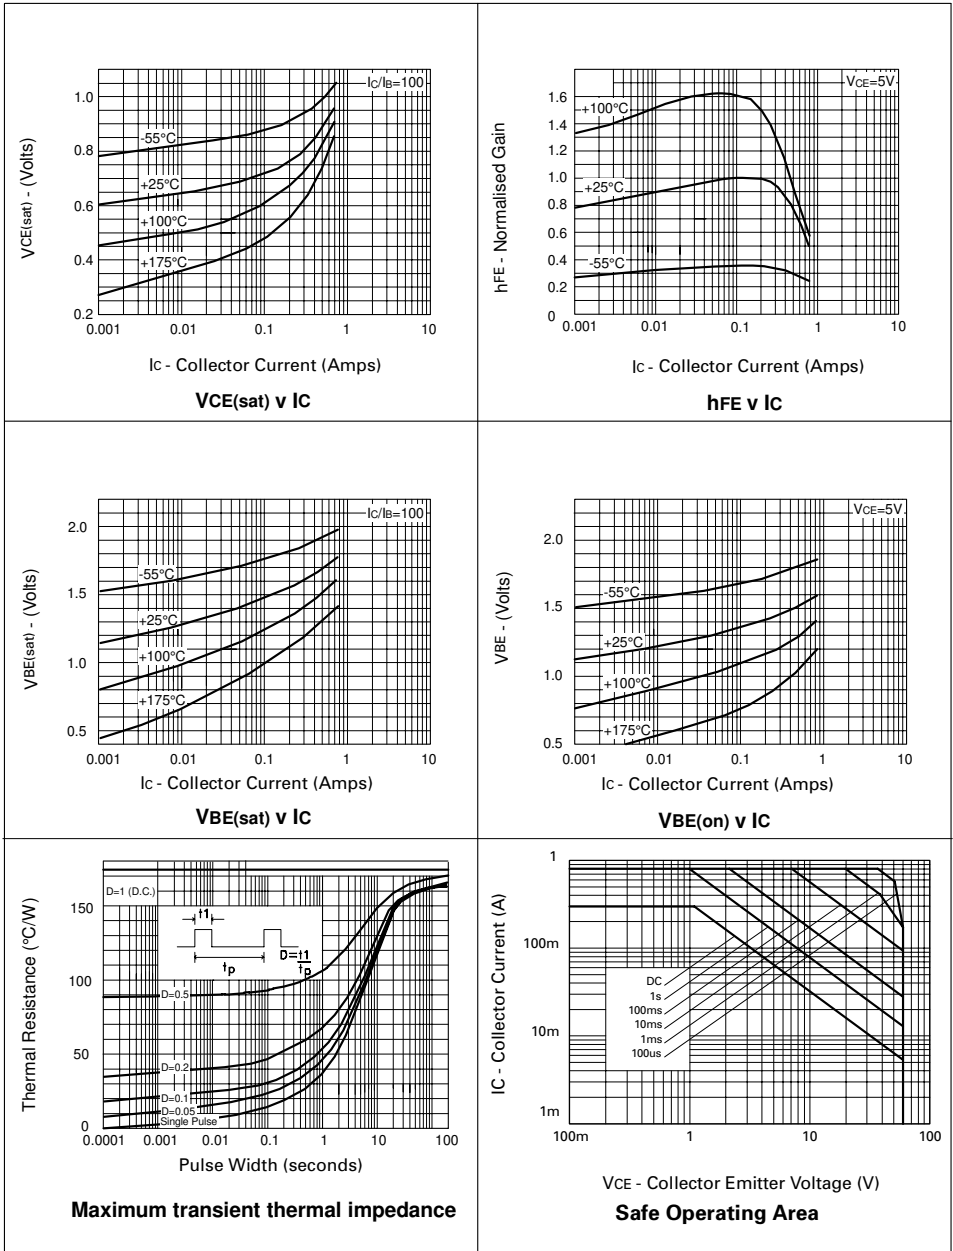 IC/IB=100
1.0
-55°C
0.8
+25°C
0.6
+100°C
0.4
+175°C
0.2
0.001 0.01 0.1 1 10
VCE(sat) - (Volts)
IC - Collector Current (Amps)
VCE(sat) v IC
VCE=5V
1.6
+100°C
1.4
1.2
1.0
+25°C
0.8
0.6
0.4
-55°C
0.2
0
0.001 0.01 0.1 1 10
hFE - Normalised Gain
IC - Collector Current (Amps)
hFE v IC
IC/IB=100
2.0
-55°C
1.5
+25°C
+100°C
1.0
+175°C
0.5
0.001 0.01 0.1 1 10
VBE(sat) - (Volts)
IC - Collector Current (Amps)
VBE(sat) v IC
VCE=5V
2.0
-55°C
1.5
+25°C
1.0
+100°C
+175°C
0.5
0.001 0.01 0.1 1 10
VBE - (Volts)
IC - Collector Current (Amps)
VBE(on) v IC
D=1 (D.C.)
150
t1
tp
D=t1/tp
100
D=0.5
50
D=0.2
D=0.1
D=0.05
Single Pulse
0
0.0001 0.001 0.01 0.1 1 10 100
Thermal Resistance (°C/W)
Pulse Width (seconds)
Maximum transient thermal impedance
1
100m
DC
1s
100ms
10ms
1ms
100us
10m
1m
100m 1 10 100
IC - Collector Current (A)
VCE - Collector Emitter Voltage (V)
Safe Operating Area